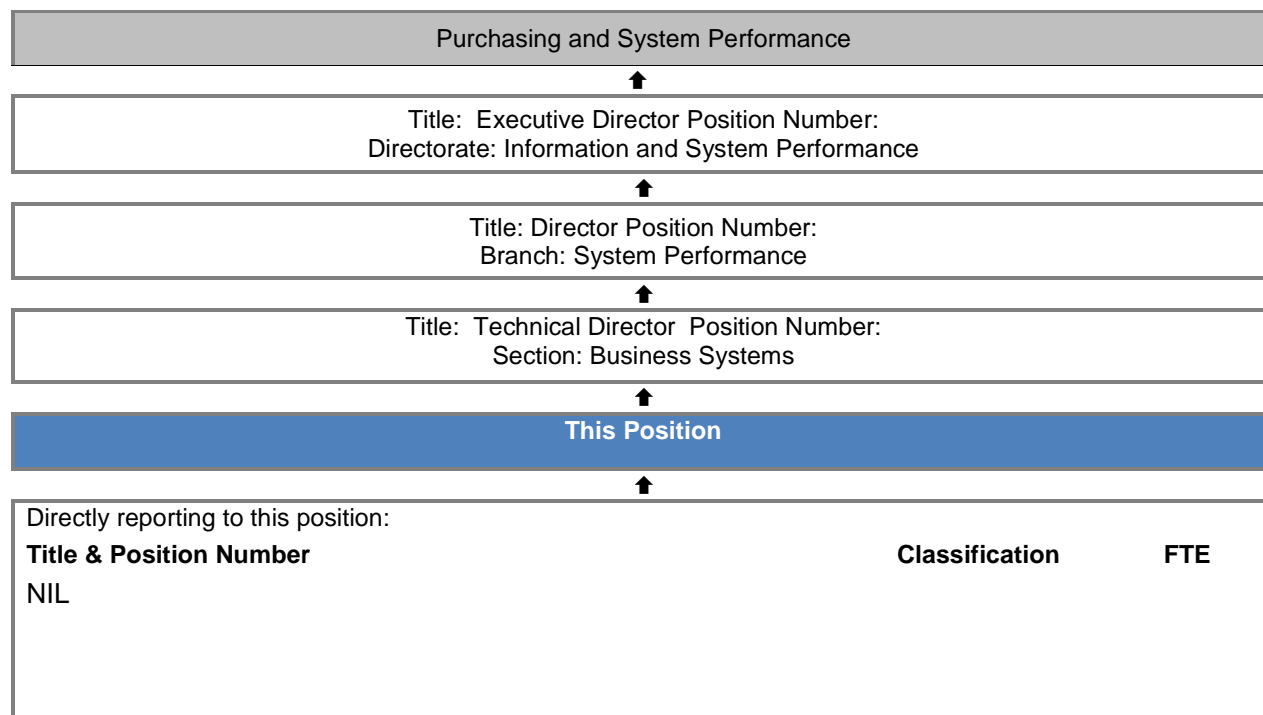 Purchasing and System Performance
Title: Executive Director Position Number:
Directorate: Information and System Performance
Title: Director Position Number:
Branch: System Performance
Title: Technical Director Position Number:
Section: Business Systems
This Position
Directly reporting to this position:
Title & Position Number Classification FTE
NIL